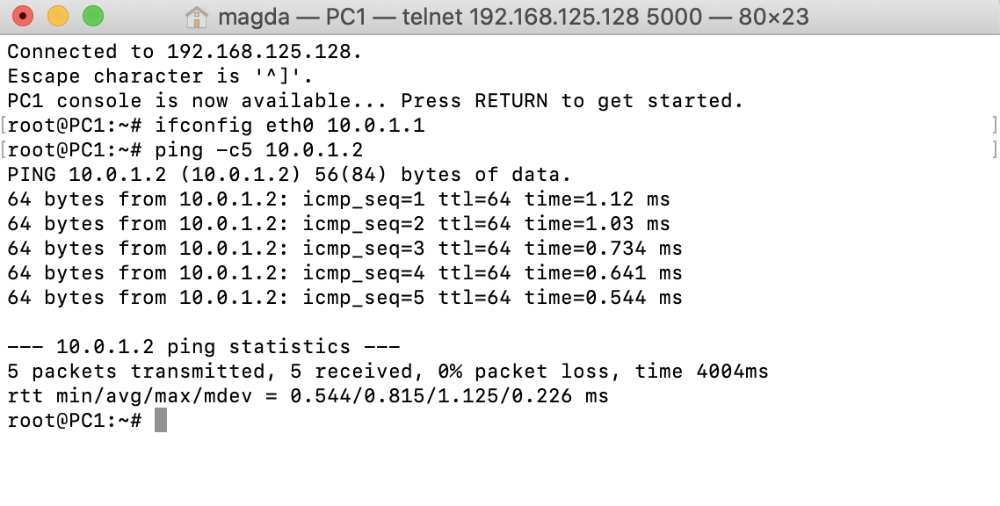 magda — PC1 — telnet 192.168.125.128 5000 — 80×23
Connected to 192.168.125.128.
Escape character is '^]'.
PC1 console is now available... Press RETURN to get started.
[root@PC1:~# ifconfig eth0 10.0.1.1 ]
[root@PC1:~# ping -c5 10.0.1.2 ]
PING 10.0.1.2 (10.0.1.2) 56(84) bytes of data.
64 bytes from 10.0.1.2: icmp_seq=1 ttl=64 time=1.12 ms
64 bytes from 10.0.1.2: icmp_seq=2 ttl=64 time=1.03 ms
64 bytes from 10.0.1.2: icmp_seq=3 ttl=64 time=0.734 ms
64 bytes from 10.0.1.2: icmp_seq=4 ttl=64 time=0.641 ms
64 bytes from 10.0.1.2: icmp_seq=5 ttl=64 time=0.544 ms
--- 10.0.1.2 ping statistics ---
5 packets transmitted, 5 received, 0% packet loss, time 4004ms
rtt min/avg/max/mdev = 0.544/0.815/1.125/0.226 ms
root@PC1:~#